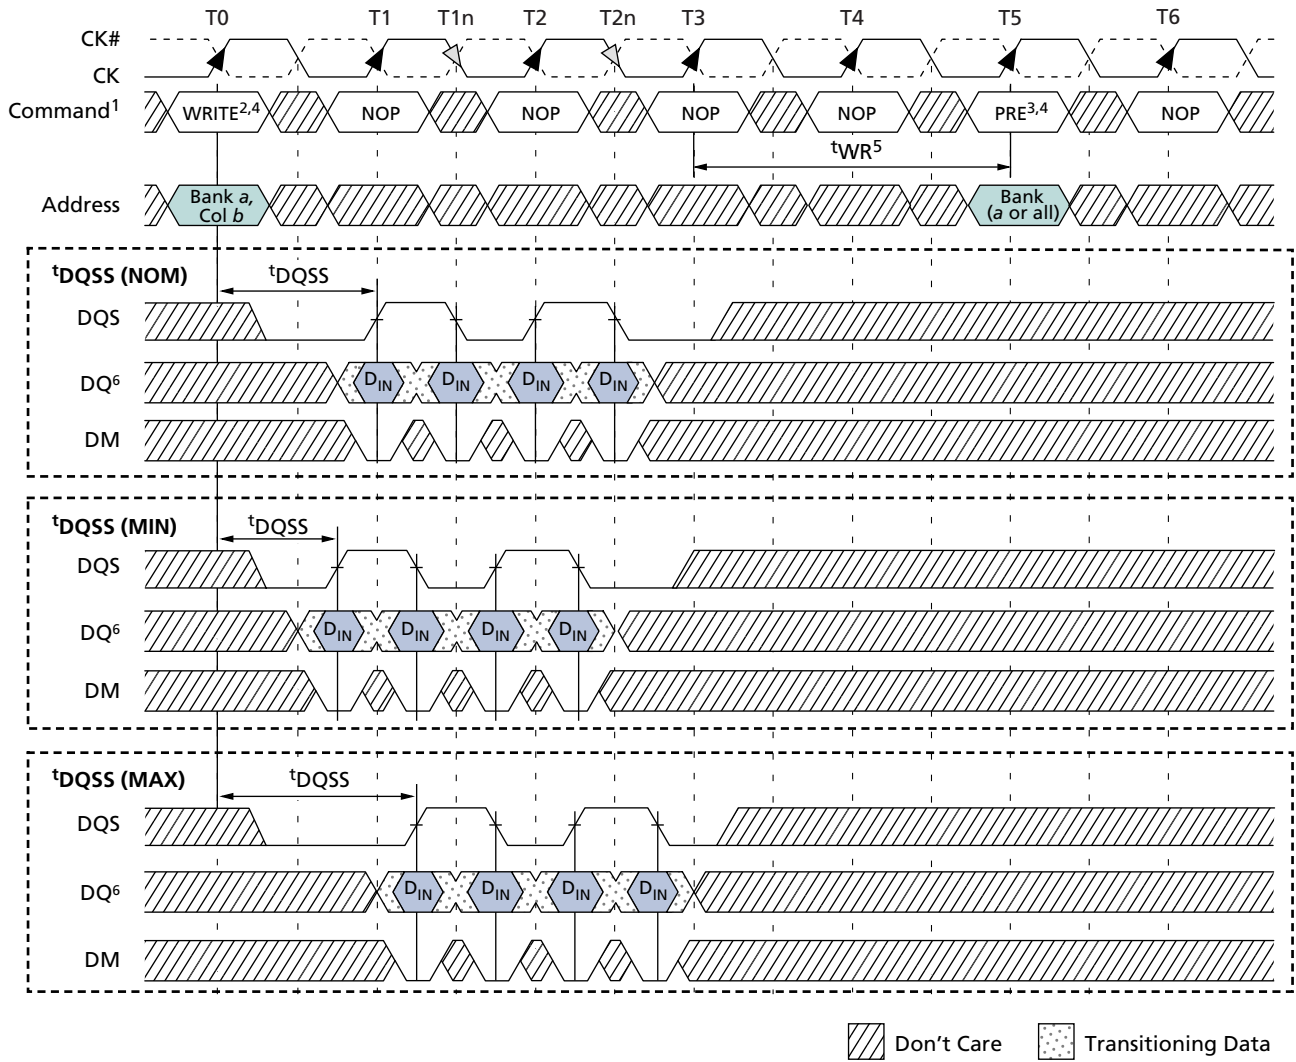 T0 T1 T1n T2 T2n T3 T4 T5 T6
CK#
CK
Command¹ WRITE²,⁴ NOP NOP NOP NOP PRE³,⁴ NOP
ᵗWR⁵
Address Bank a, Col b Bank (a or all)
ᵗDQSS (NOM) ᵗDQSS
DQS
DQ⁶ DIN DIN DIN DIN
DM
ᵗDQSS (MIN) ᵗDQSS
DQS
DQ⁶ DIN DIN DIN DIN
DM
ᵗDQSS (MAX) ᵗDQSS
DQS
DQ⁶ DIN DIN DIN DIN
DM
Don't Care Transitioning Data